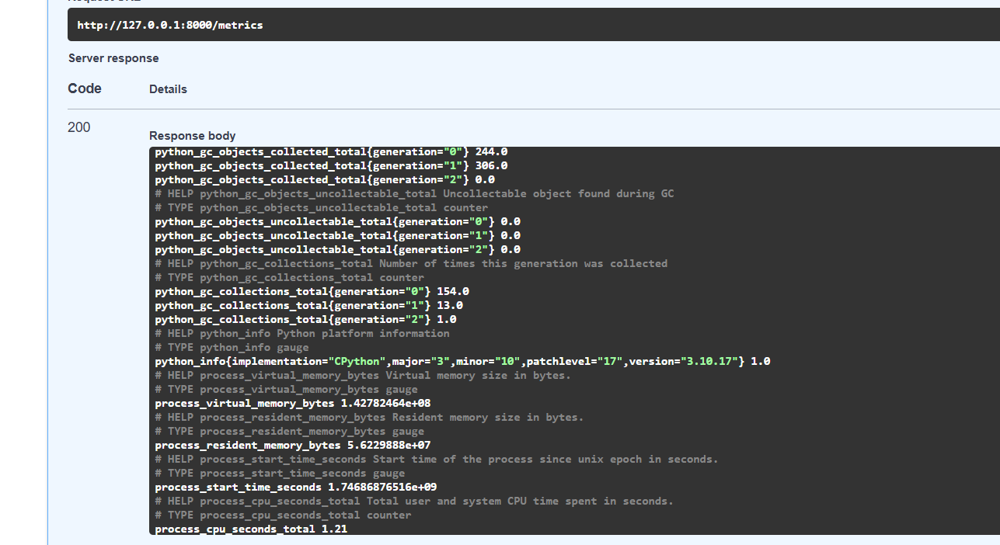 http://127.0.0.1:8000/metrics
Server response
Code Details
200
Response body
python_gc_objects_collected_total{generation="0"} 244.0
python_gc_objects_collected_total{generation="1"} 306.0
python_gc_objects_collected_total{generation="2"} 0.0
# HELP python_gc_objects_uncollectable_total Uncollectable object found during GC
# TYPE python_gc_objects_uncollectable_total counter
python_gc_objects_uncollectable_total{generation="0"} 0.0
python_gc_objects_uncollectable_total{generation="1"} 0.0
python_gc_objects_uncollectable_total{generation="2"} 0.0
# HELP python_gc_collections_total Number of times this generation was collected
# TYPE python_gc_collections_total counter
python_gc_collections_total{generation="0"} 154.0
python_gc_collections_total{generation="1"} 13.0
python_gc_collections_total{generation="2"} 1.0
# HELP python_info Python platform information
# TYPE python_info gauge
python_info{implementation="CPython",major="3",minor="10",patchlevel="17",version="3.10.17"} 1.0
# HELP process_virtual_memory_bytes Virtual memory size in bytes.
# TYPE process_virtual_memory_bytes gauge
process_virtual_memory_bytes 1.42782464e+08
# HELP process_resident_memory_bytes Resident memory size in bytes.
# TYPE process_resident_memory_bytes gauge
process_resident_memory_bytes 5.6229888e+07
# HELP process_start_time_seconds Start time of the process since unix epoch in seconds.
# TYPE process_start_time_seconds gauge
process_start_time_seconds 1.74686876516e+09
# HELP process_cpu_seconds_total Total user and system CPU time spent in seconds.
# TYPE process_cpu_seconds_total counter
process_cpu_seconds_total 1.21